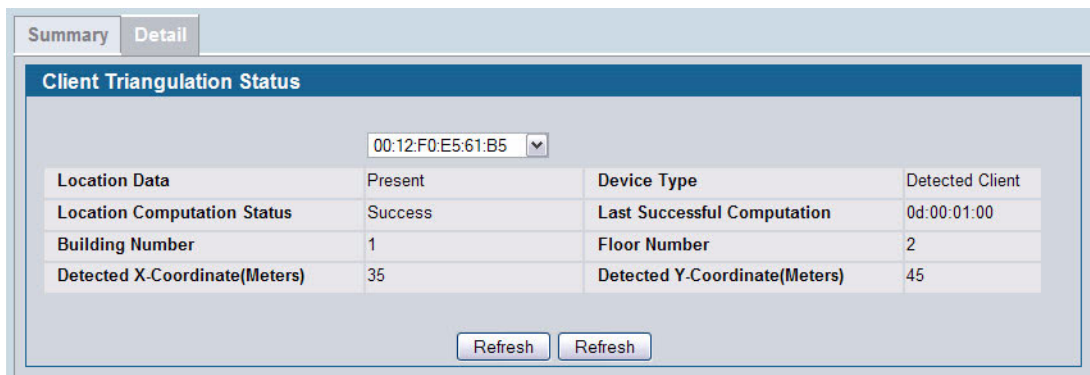 Summary Detail
Client Triangulation Status
00:12:F0:E5:61:B5
Location Data Present Device Type Detected Client
Location Computation Status Success Last Successful Computation 0d:00:01:00
Building Number 1 Floor Number 2
Detected X-Coordinate(Meters) 35 Detected Y-Coordinate(Meters) 45
Refresh Refresh